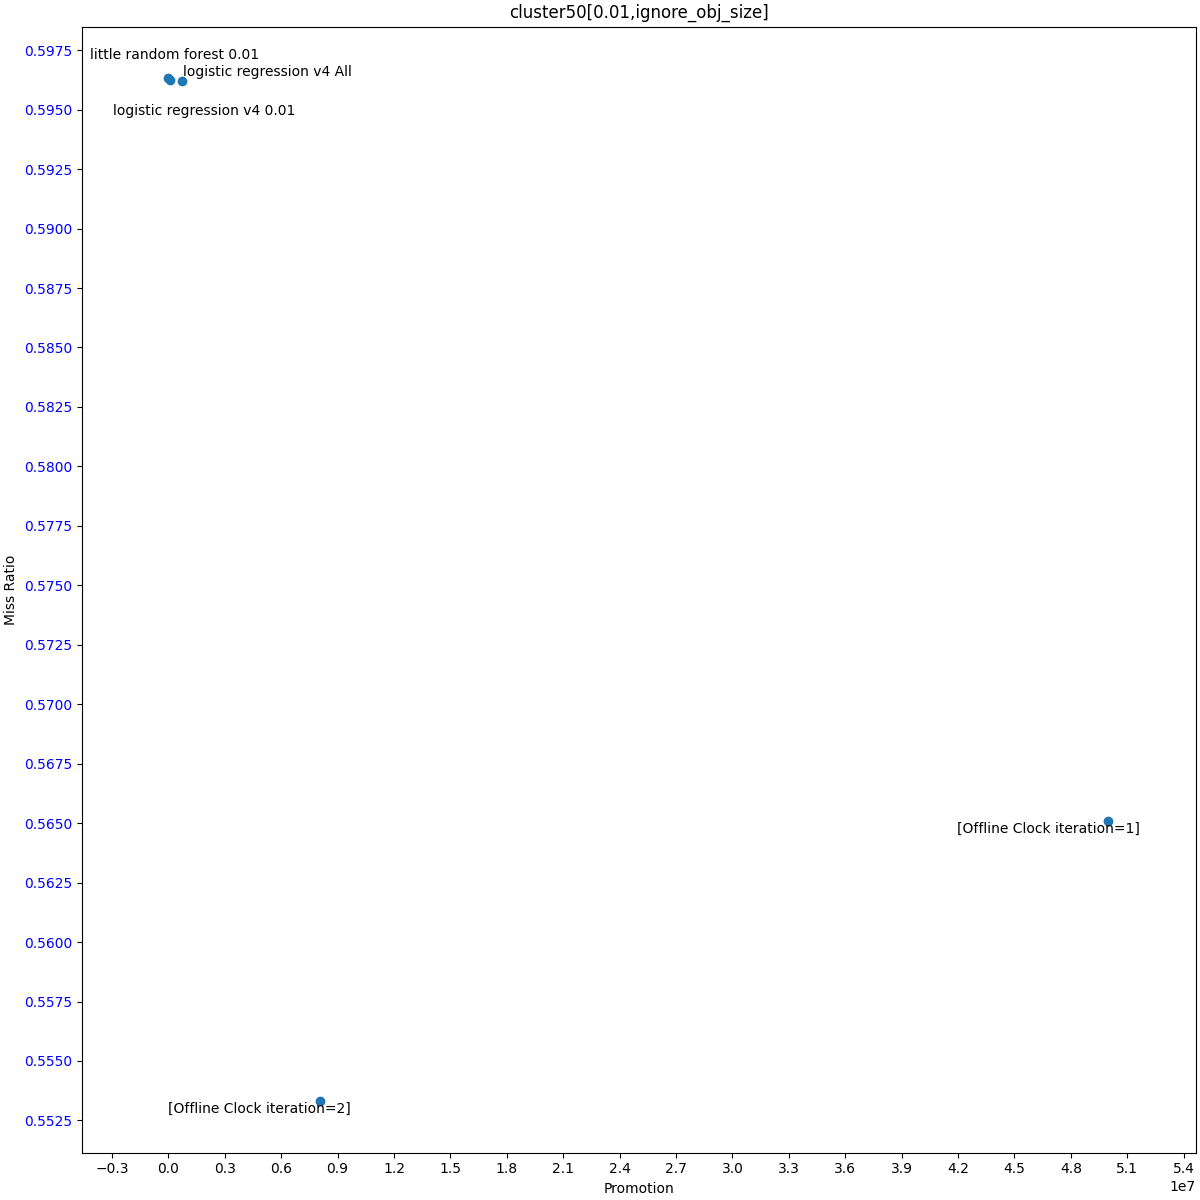 cluster50[0.01,ignore_obj_size]
0.5975
little random forest 0.01
logistic regression v4 All
0.5950
logistic regression v4 0.01
0.5925
0.5900
0.5875
0.5850
0.5825
0.5800
0.5775
0.5750
Miss Ratio
0.5725
0.5700
0.5675
0.5650
[Offline Clock iteration=1]
0.5625
0.5600
0.5575
0.5550
[Offline Clock iteration=2]
0.5525
−0.3 0.0 0.3 0.6 0.9 1.2 1.5 1.8 2.1 2.4 2.7 3.0 3.3 3.6 3.9 4.2 4.5 4.8 5.1 5.4
1e7
Promotion